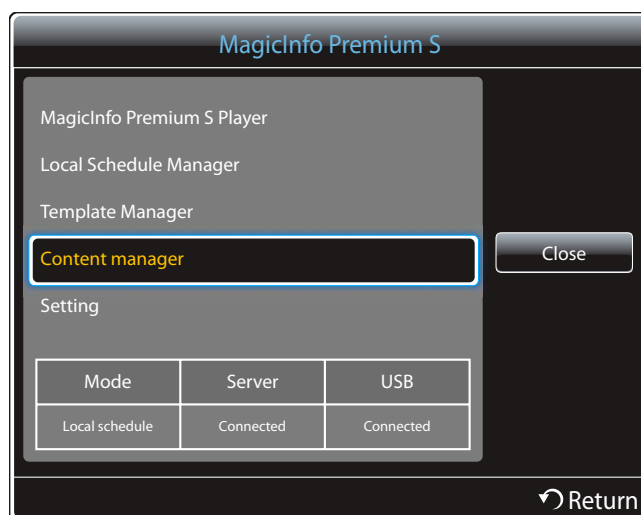 MagicInfo Premium S
MagicInfo Premium S Player
Local Schedule Manager
Template Manager
Content manager
Close
Setting
Mode Server USB
Local schedule Connected Connected
Return